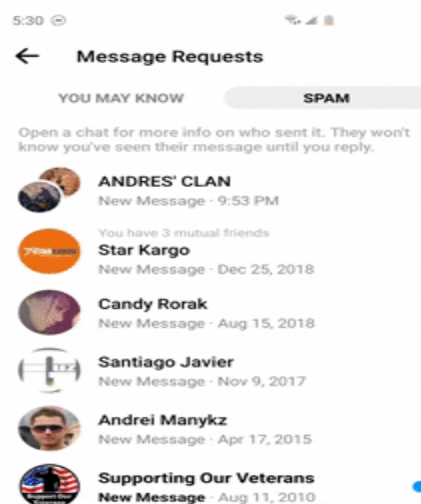 5:30
Message Requests
YOU MAY KNOW SPAM
Open a chat for more info on who sent it. They won't
know you've seen their message until you reply.
ANDRES' CLAN
New Message · 9:53 PM
You have 3 mutual friends
Star Kargo
New Message · Dec 25, 2018
Candy Rorak
New Message · Aug 15, 2018
Santiago Javier
New Message · Nov 9, 2017
Andrei Manykz
New Message · Apr 17, 2015
Supporting Our Veterans
Support Our
New Message · Aug 11, 2010